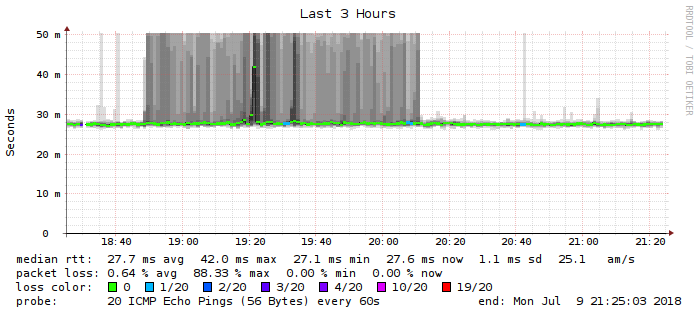 Last 3 Hours
RRDTOOL / TOBI OETIKER
Seconds
50 m
40 m
30 m
20 m
10 m
0
18:40 19:00 19:20 19:40 20:00 20:20 20:40 21:00 21:20
median rtt: 27.7 ms avg 42.0 ms max 27.1 ms min 27.6 ms now 1.1 ms sd 25.1 am/s
packet loss: 0.64 % avg 88.33 % max 0.00 % min 0.00 % now
loss color: 0 1/20 2/20 3/20 4/20 10/20 19/20
probe: 20 ICMP Echo Pings (56 Bytes) every 60s end: Mon Jul 9 21:25:03 2018